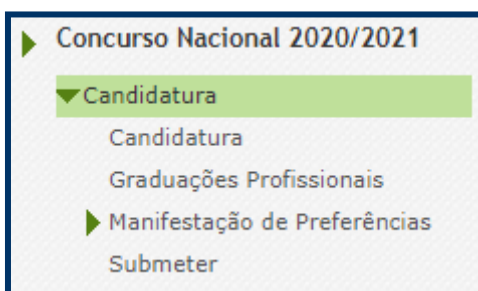 Concurso Nacional 2020/2021
Candidatura
Candidatura
Graduações Profissionais
Manifestação de Preferências
Submeter